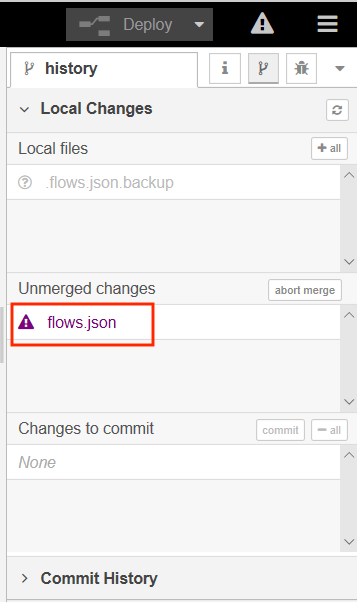 Deploy
history
Local Changes
Local files
+ all
.flows.json.backup
Unmerged changes
abort merge
flows.json
Changes to commit
commit
− all
None
Commit History